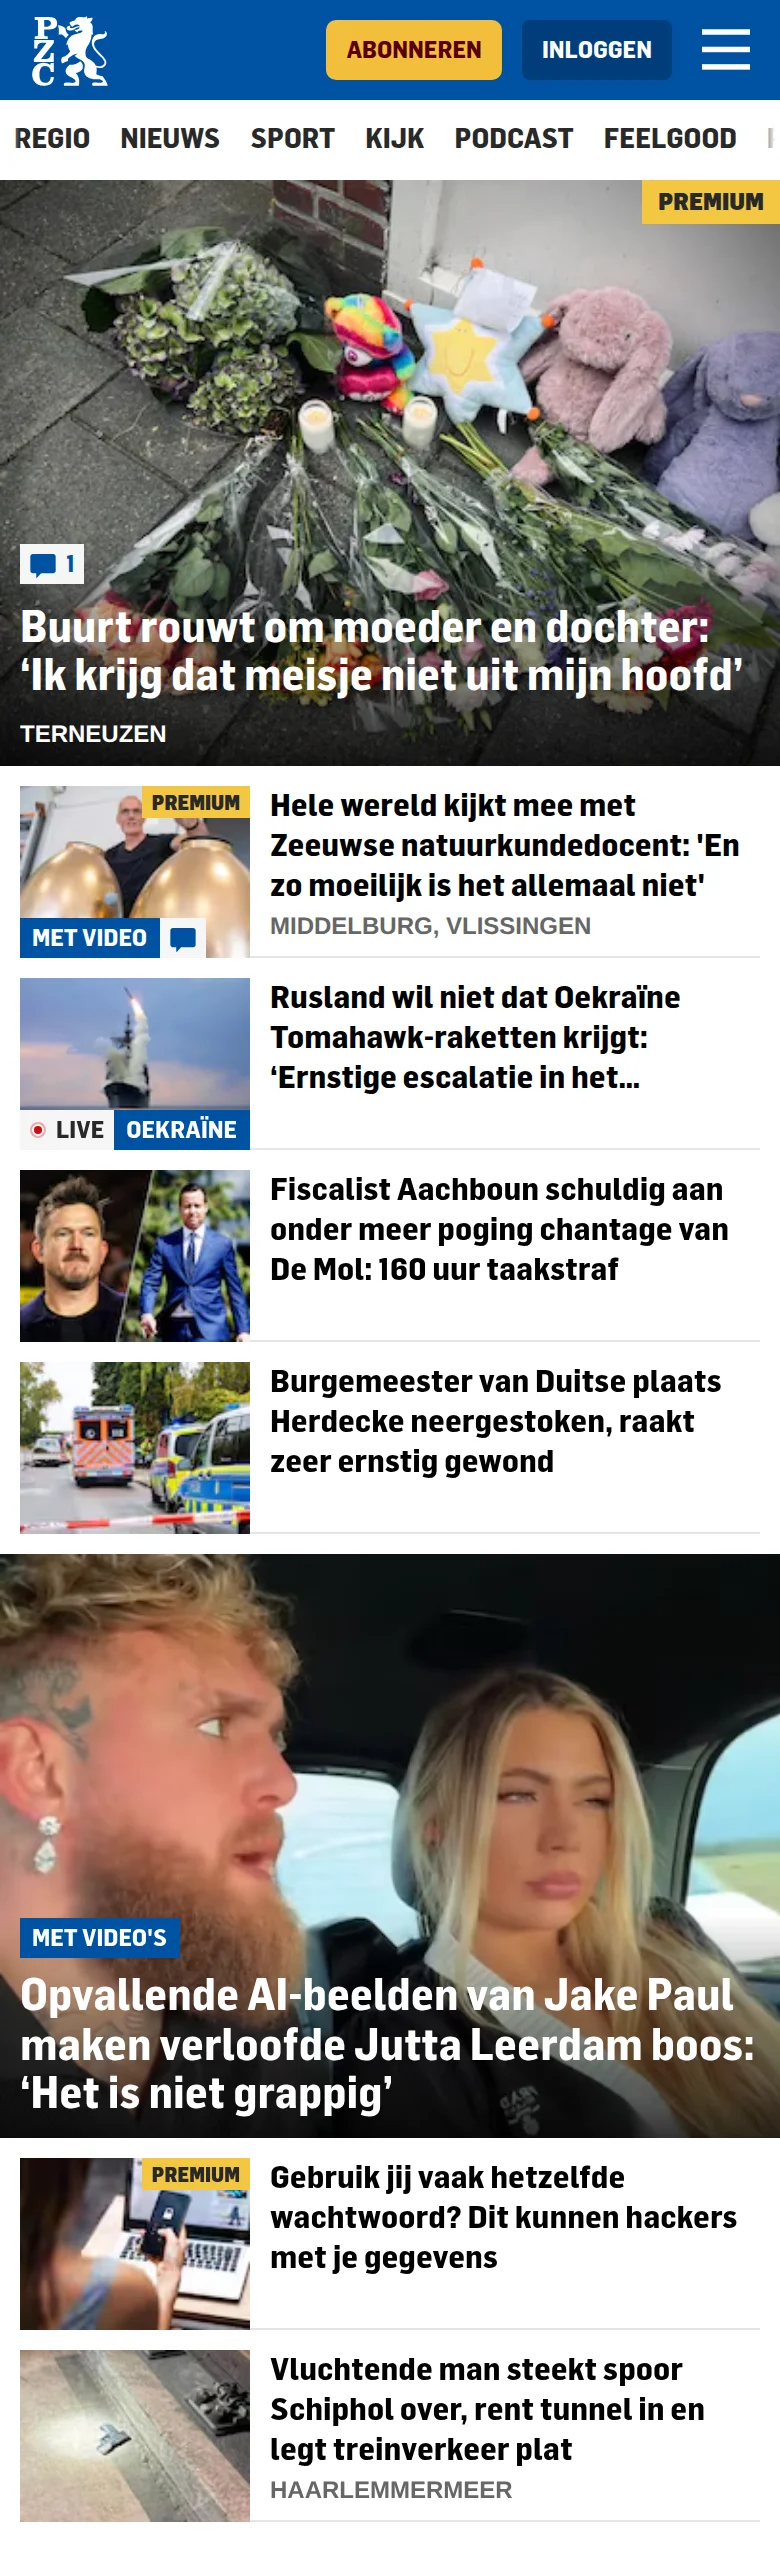 PZC
ABONNEREN
INLOGGEN
REGIO NIEUWS SPORT KIJK PODCAST FEELGOOD
PREMIUM
1
Buurt rouwt om moeder en dochter:
‘Ik krijg dat meisje niet uit mijn hoofd’
TERNEUZEN
PREMIUM
MET VIDEO
Hele wereld kijkt mee met
Zeeuwse natuurkundedocent: 'En
zo moeilijk is het allemaal niet'
MIDDELBURG, VLISSINGEN
LIVE OEKRAÏNE
Rusland wil niet dat Oekraïne
Tomahawk-raketten krijgt:
‘Ernstige escalatie in het...
Fiscalist Aachboun schuldig aan
onder meer poging chantage van
De Mol: 160 uur taakstraf
Burgemeester van Duitse plaats
Herdecke neergestoken, raakt
zeer ernstig gewond
MET VIDEO'S
Opvallende AI-beelden van Jake Paul
maken verloofde Jutta Leerdam boos:
‘Het is niet grappig’
PREMIUM
Gebruik jij vaak hetzelfde
wachtwoord? Dit kunnen hackers
met je gegevens
Vluchtende man steekt spoor
Schiphol over, rent tunnel in en
legt treinverkeer plat
HAARLEMMERMEER